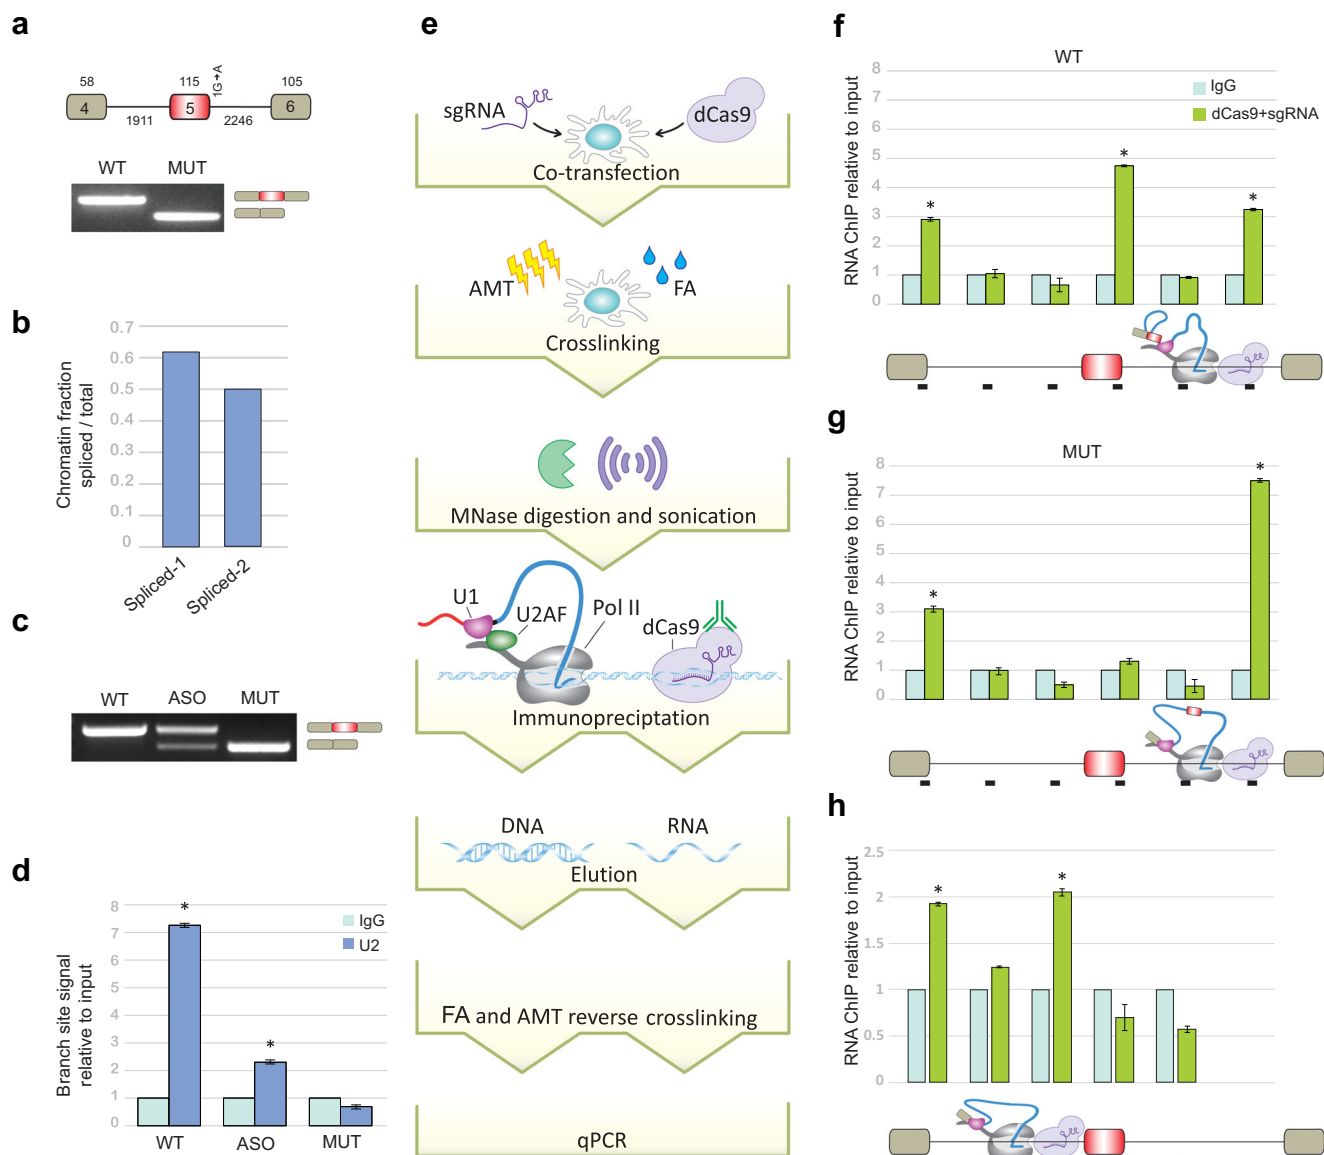 a
58
115
1G→A
105
4
5
6
1911
2246
WT
MUT
b
Chromatin fraction
spliced / total
0.7
0.6
0.5
0.4
0.3
0.2
0.1
0
Spliced-1
Spliced-2
c
WT
ASO
MUT
d
Branch site signal
relative to input
8
7
6
5
4
3
2
1
0
*
*
IgG
U2
WT
ASO
MUT
e
sgRNA
dCas9
Co-transfection
AMT
FA
Crosslinking
MNase digestion and sonication
U1
U2AF
Pol II
dCas9
Immunopreciptation
DNA
RNA
Elution
FA and AMT reverse crosslinking
qPCR
f
WT
RNA ChIP relative to input
8
7
6
5
4
3
2
1
0
IgG
dCas9+sgRNA
*
*
*
g
MUT
RNA ChIP relative to input
8
7
6
5
4
3
2
1
0
*
*
h
RNA ChIP relative to input
2.5
2
1.5
1
0.5
0
*
*